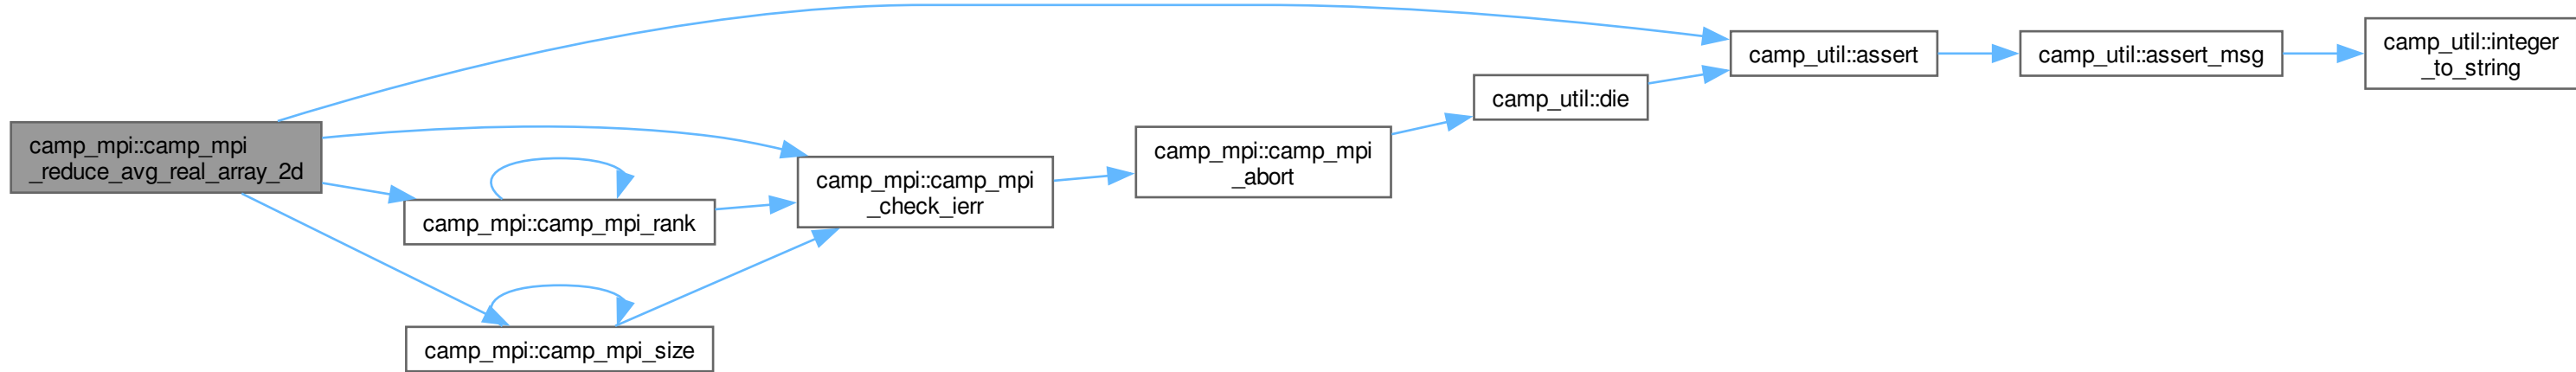 camp_mpi::camp_mpi
_reduce_avg_real_array_2d
camp_mpi::camp_mpi_rank
camp_mpi::camp_mpi_size
camp_mpi::camp_mpi
_check_ierr
camp_mpi::camp_mpi
_abort
camp_util::die
camp_util::assert
camp_util::assert_msg
camp_util::integer
_to_string